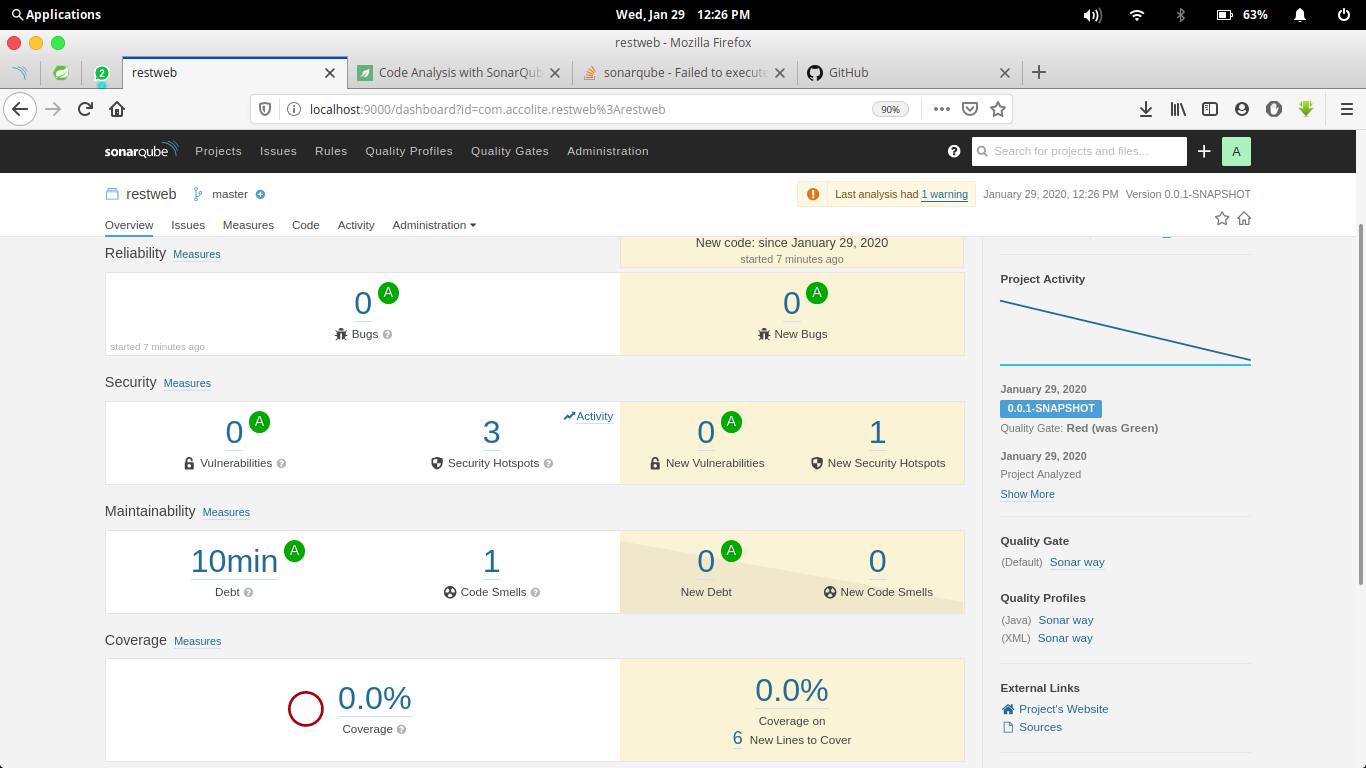 Applications
Wed, Jan 29 12:26 PM
63%
restweb - Mozilla Firefox
2
restweb
Code Analysis with SonarQub
sonarqube - Failed to execute
GitHub
localhost:9000/dashboard?id=com.accolite.restweb%3Arestweb
90%
sonarqube
Projects
Issues
Rules
Quality Profiles
Quality Gates
Administration
?
Search for projects and files...
A
restweb
master
Last analysis had 1 warning
January 29, 2020, 12:26 PM
Version 0.0.1-SNAPSHOT
Overview
Issues
Measures
Code
Activity
Administration
Reliability
Measures
New code: since January 29, 2020
started 7 minutes ago
0
A
Bugs ?
started 7 minutes ago
0
A
New Bugs
Security
Measures
0
A
Vulnerabilities ?
3
Security Hotspots ?
Activity
0
A
New Vulnerabilities
1
New Security Hotspots
Maintainability
Measures
10min
A
Debt ?
1
Code Smells ?
0
A
New Debt
0
New Code Smells
Coverage
Measures
0.0%
Coverage ?
0.0%
Coverage on
6 New Lines to Cover
Project Activity
January 29, 2020
0.0.1-SNAPSHOT
Quality Gate: Red (was Green)
January 29, 2020
Project Analyzed
Show More
Quality Gate
(Default) Sonar way
Quality Profiles
(Java) Sonar way
(XML) Sonar way
External Links
Project's Website
Sources